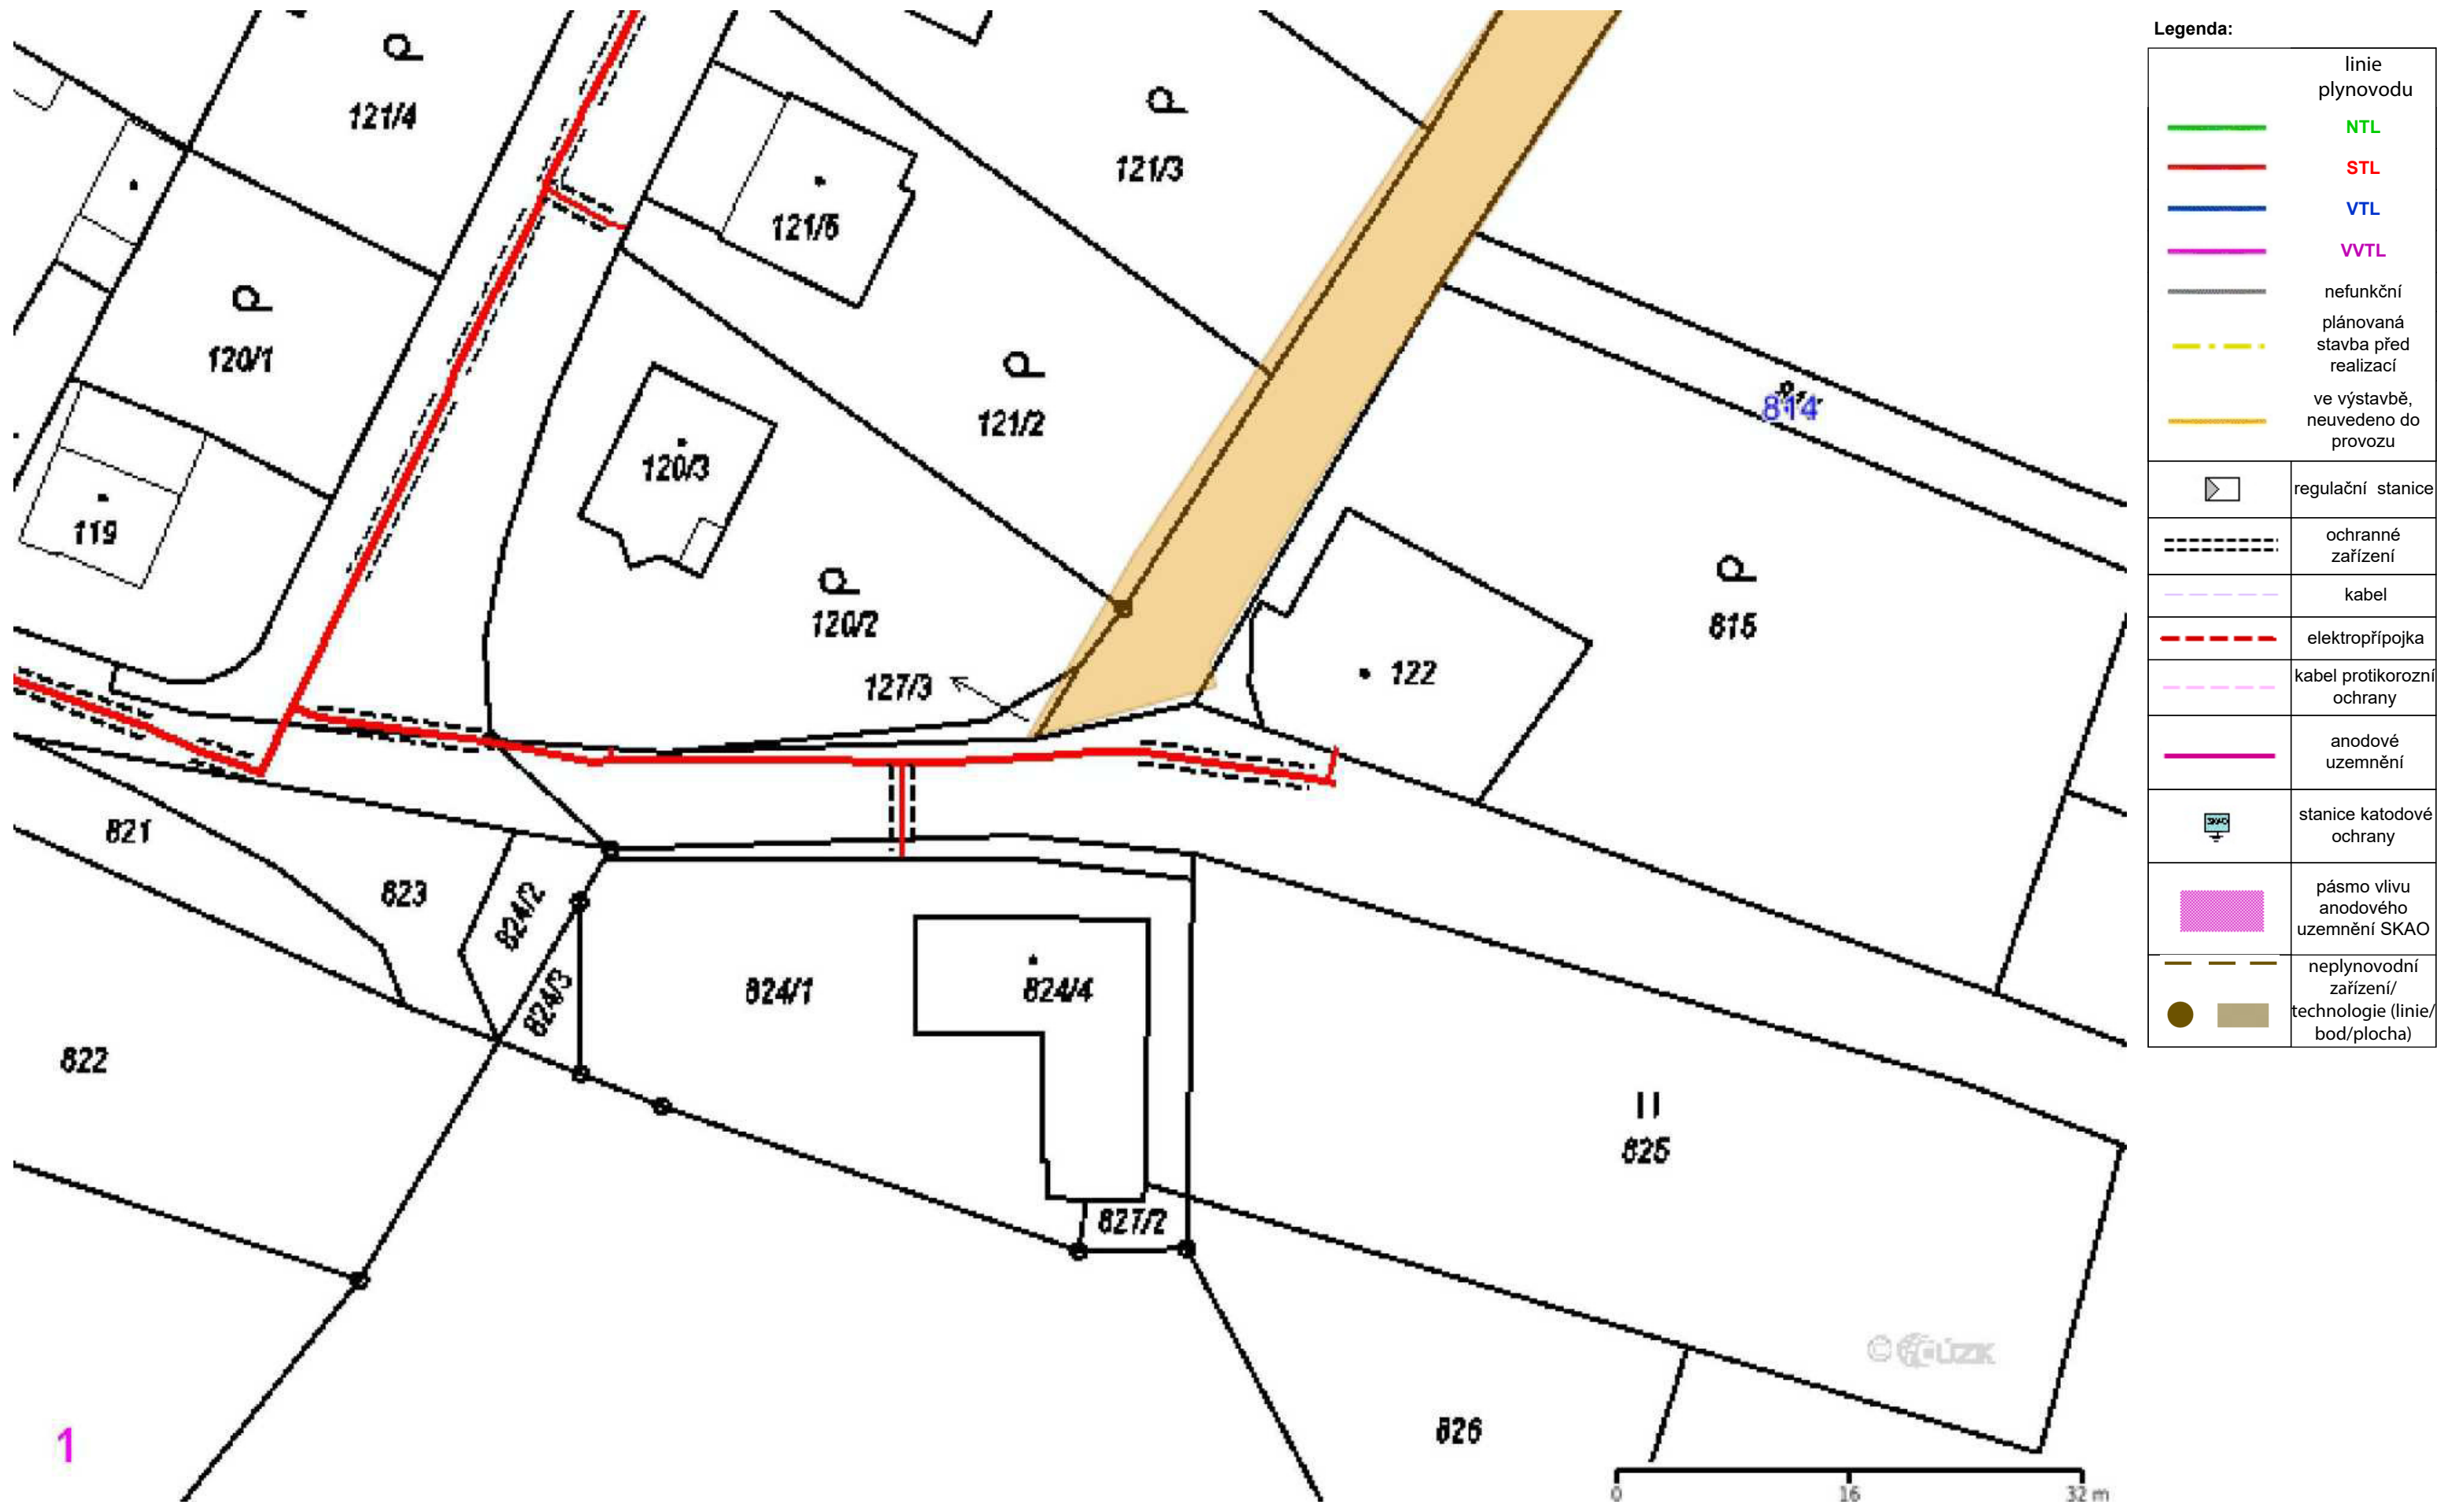 Legenda:
linie
plynovodu
NTL
STL
VTL
VVTL
nefunkční
plánovaná
stavba před
realizací
ve výstavbě,
neuvedeno do
provozu
regulační stanice
ochranné
zařízení
kabel
elektropřípojka
kabel protikorozní
ochrany
anodové
uzemnění
SKAO
stanice katodové
ochrany
pásmo vlivu
anodového
uzemnění SKAO
neplynovodní
zařízení/
technologie (linie/
bod/plocha)
121/4
121/3
121/5
120/1
121/2
814
120/3
119
120/2
815
127/3
122
821
823
824/2
824/3
824/1
824/4
822
825
827/2
826
1
© ČÚZK
0 16 32 m